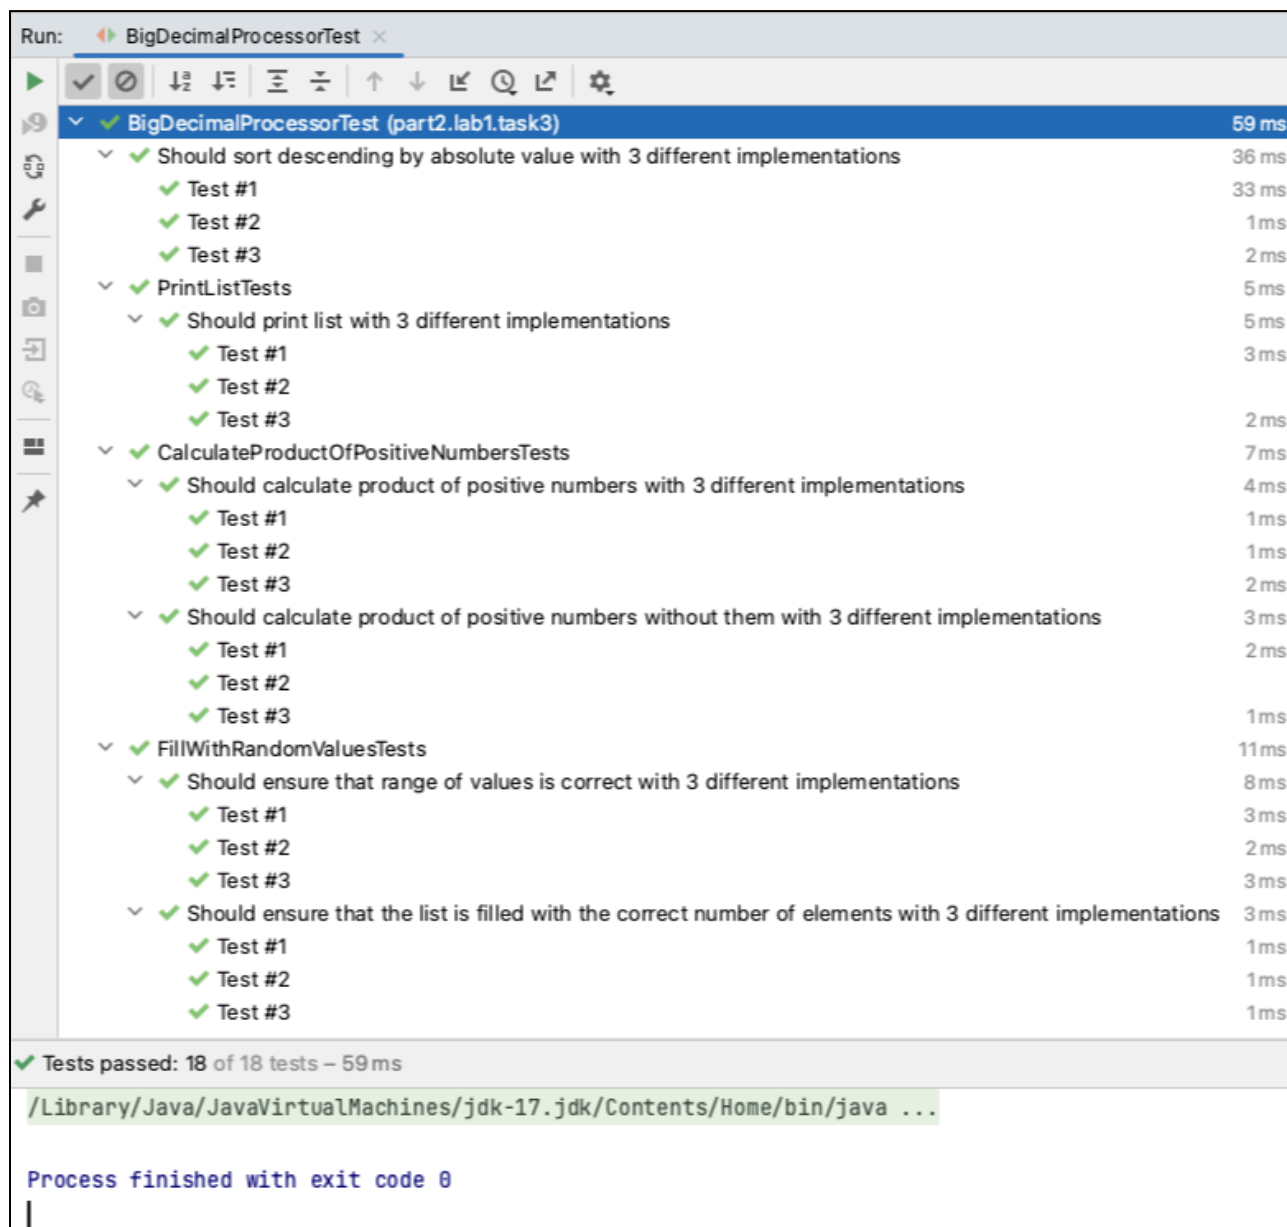 Run: BigDecimalProcessorTest
BigDecimalProcessorTest (part2.lab1.task3) 59 ms
Should sort descending by absolute value with 3 different implementations 36 ms
Test #1 33 ms
Test #2 1 ms
Test #3 2 ms
PrintListTests 5 ms
Should print list with 3 different implementations 5 ms
Test #1 3 ms
Test #2
Test #3 2 ms
CalculateProductOfPositiveNumbersTests 7 ms
Should calculate product of positive numbers with 3 different implementations 4 ms
Test #1 1 ms
Test #2 1 ms
Test #3 2 ms
Should calculate product of positive numbers without them with 3 different implementations 3 ms
Test #1 2 ms
Test #2
Test #3 1 ms
FillWithRandomValuesTests 11 ms
Should ensure that range of values is correct with 3 different implementations 8 ms
Test #1 3 ms
Test #2 2 ms
Test #3 3 ms
Should ensure that the list is filled with the correct number of elements with 3 different implementations 3 ms
Test #1 1 ms
Test #2 1 ms
Test #3 1 ms
Tests passed: 18 of 18 tests – 59 ms
/Library/Java/JavaVirtualMachines/jdk-17.jdk/Contents/Home/bin/java ...
Process finished with exit code 0